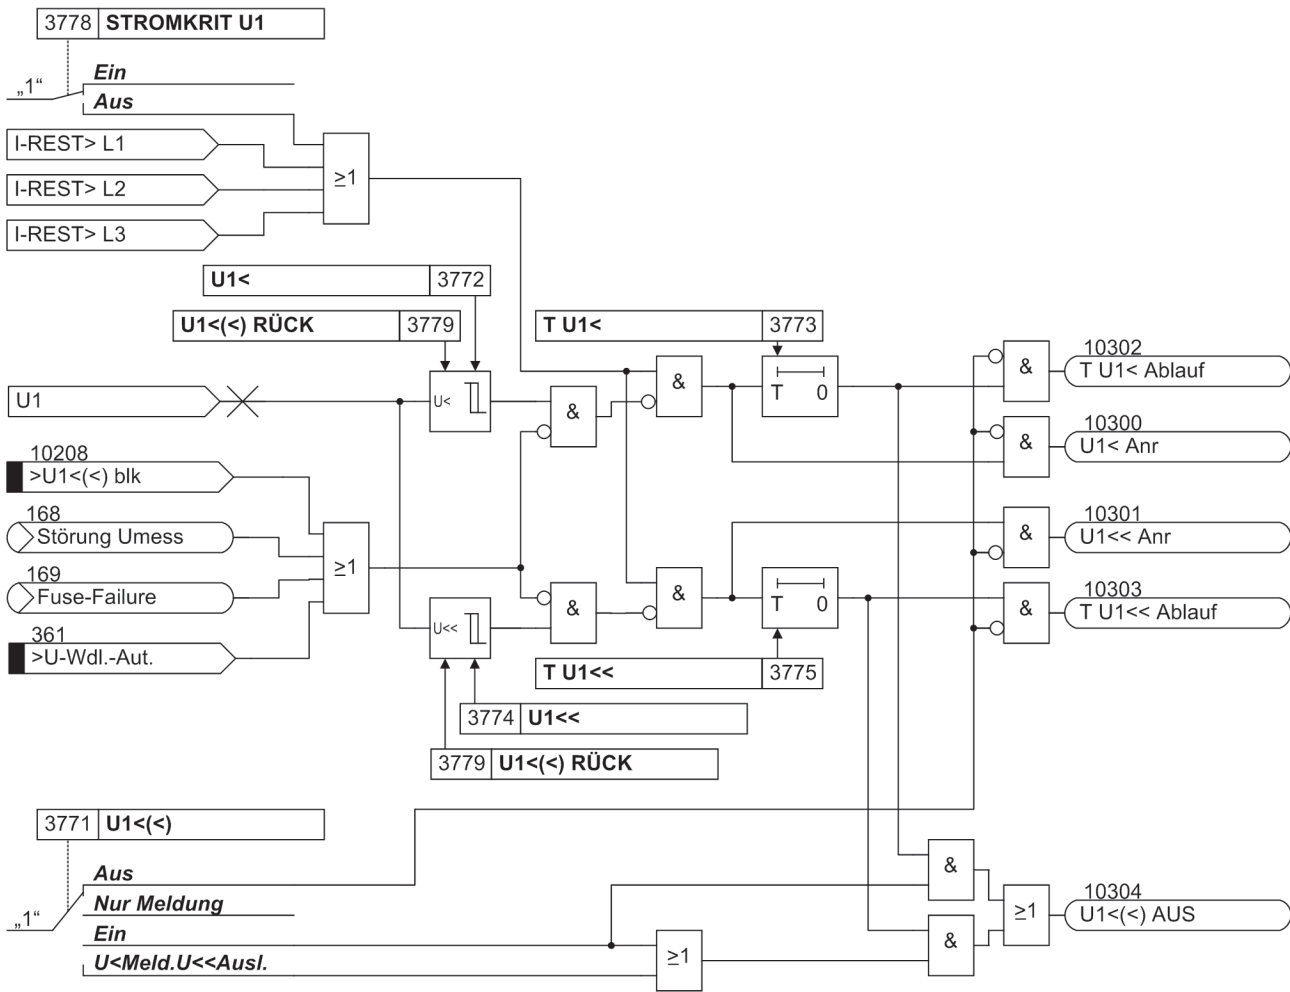 3778 STROMKRIT U1
„1“
Ein
Aus
I-REST> L1
I-REST> L2
I-REST> L3
≥1
U1< 3772
U1<(<) RÜCK 3779
T U1< 3773
U1
U<
&
&
T 0
&
10302
T U1< Ablauf
&
10300
U1< Anr
10208
>U1<(<) blk
168
Störung Umess
169
Fuse-Failure
361
>U-Wdl.-Aut.
≥1
U<<
&
&
T 0
&
10301
U1<< Anr
&
10303
T U1<< Ablauf
T U1<< 3775
3774 U1<<
3779 U1<(<) RÜCK
3771 U1<(<)
„1“
Aus
Nur Meldung
Ein
U<Meld.U<<Ausl.
≥1
&
&
≥1
10304
U1<(<) AUS